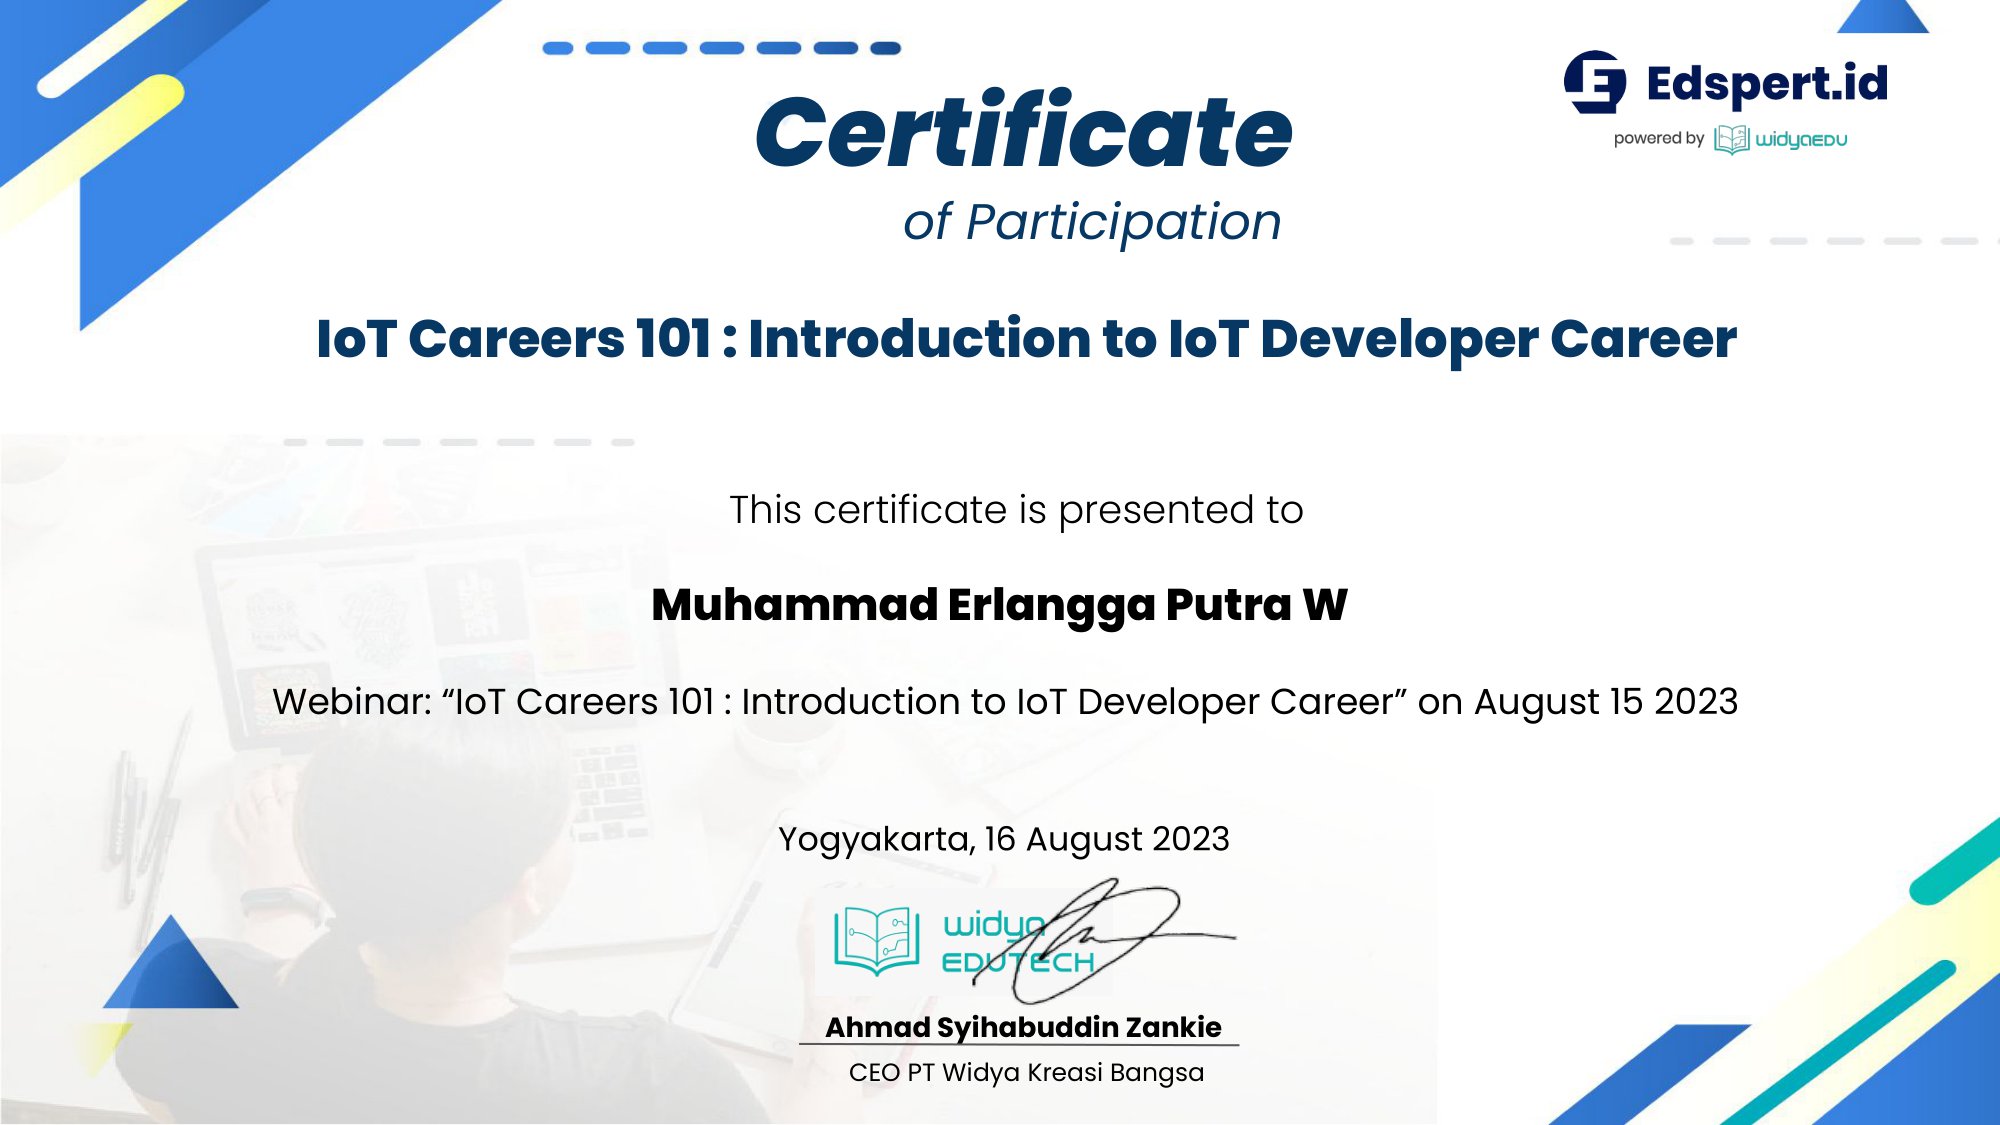 Edspert.id
powered by widyaEDU
Certificate
of Participation
IoT Careers 101 : Introduction to IoT Developer Career
This certificate is presented to
Muhammad Erlangga Putra W
Webinar: “IoT Careers 101 : Introduction to IoT Developer Career” on August 15 2023
Yogyakarta, 16 August 2023
widya
EDUTECH
Ahmad Syihabuddin Zankie
CEO PT Widya Kreasi Bangsa